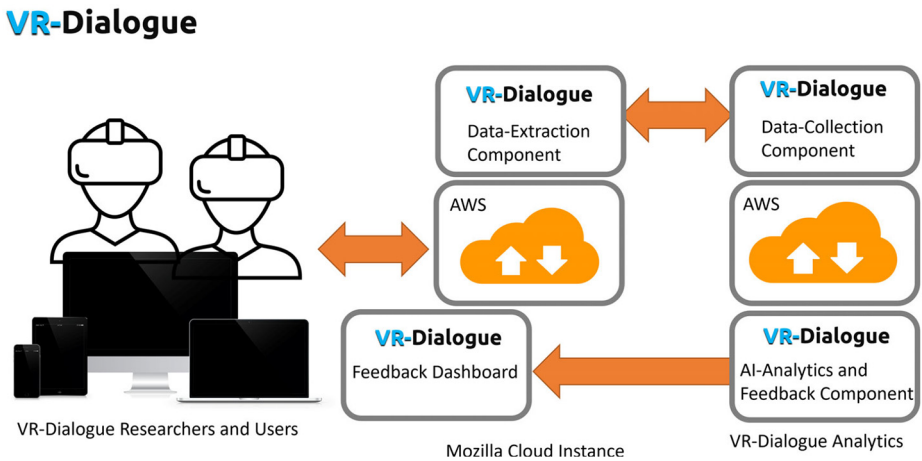 VR-Dialogue
VR-Dialogue
Data-Extraction
Component
VR-Dialogue
Data-Collection
Component
AWS
AWS
VR-Dialogue
Feedback Dashboard
VR-Dialogue
AI-Analytics and
Feedback Component
VR-Dialogue Researchers and Users
Mozilla Cloud Instance
VR-Dialogue Analytics